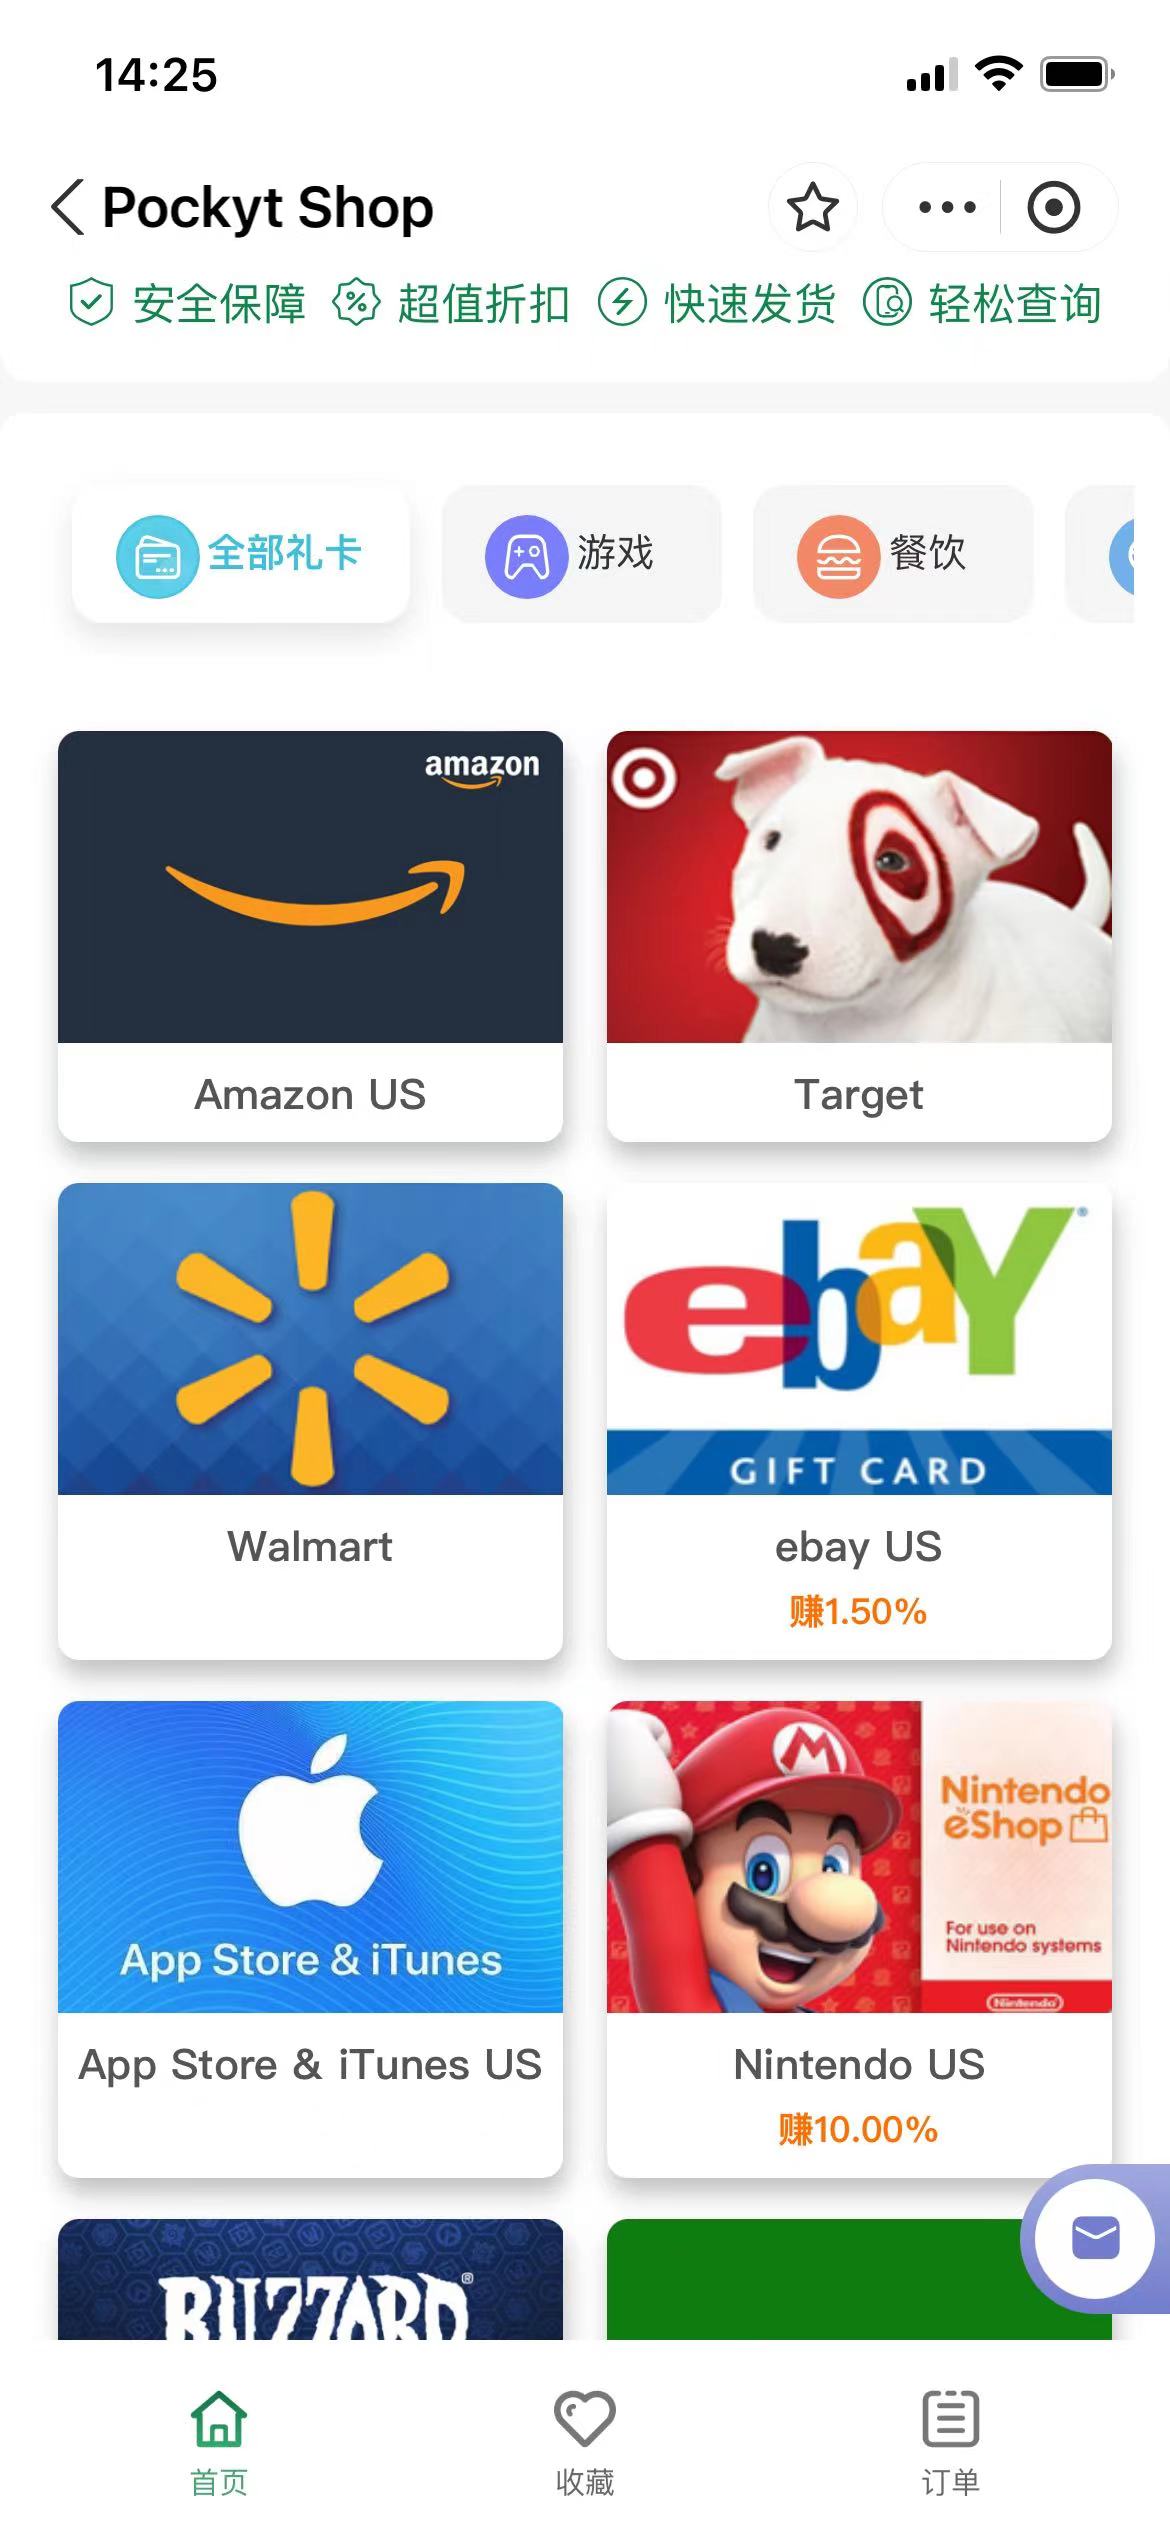 14:25
Pockyt Shop
安全保障 超值折扣 快速发货 轻松查询
全部礼卡 游戏 餐饮
amazon
Amazon US
Target
Walmart
ebaY
GIFT CARD
ebay US
赚1.50%
App Store & iTunes
App Store & iTunes US
M
Nintendo
eShop
For use on
Nintendo systems
Nintendo
Nintendo US
赚10.00%
BLIZZARD
首页 收藏 订单